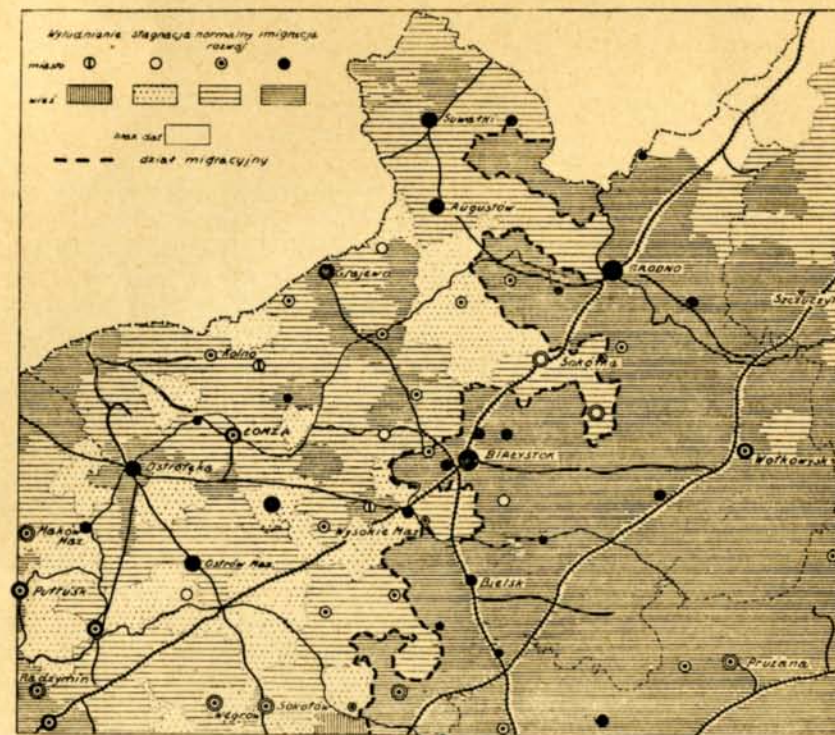 Wyludnianie stagnacja normalny imigracja
rozwój
miasto
wieś
brak dat
dział migracyjny
Suwałki
Augustów
GRODNO
Grajewo
SZCZUCZYN
Kolno
Sokółka
ŁOMŻA
BIAŁYSTOK
Wołkowysk
Ostrołęka
Maków
Maz.
Wysokie Maz.
Ostrów Maz.
Bielsk
Pułtusk
Prużana
Radzymin
Węgrów
Sokołów